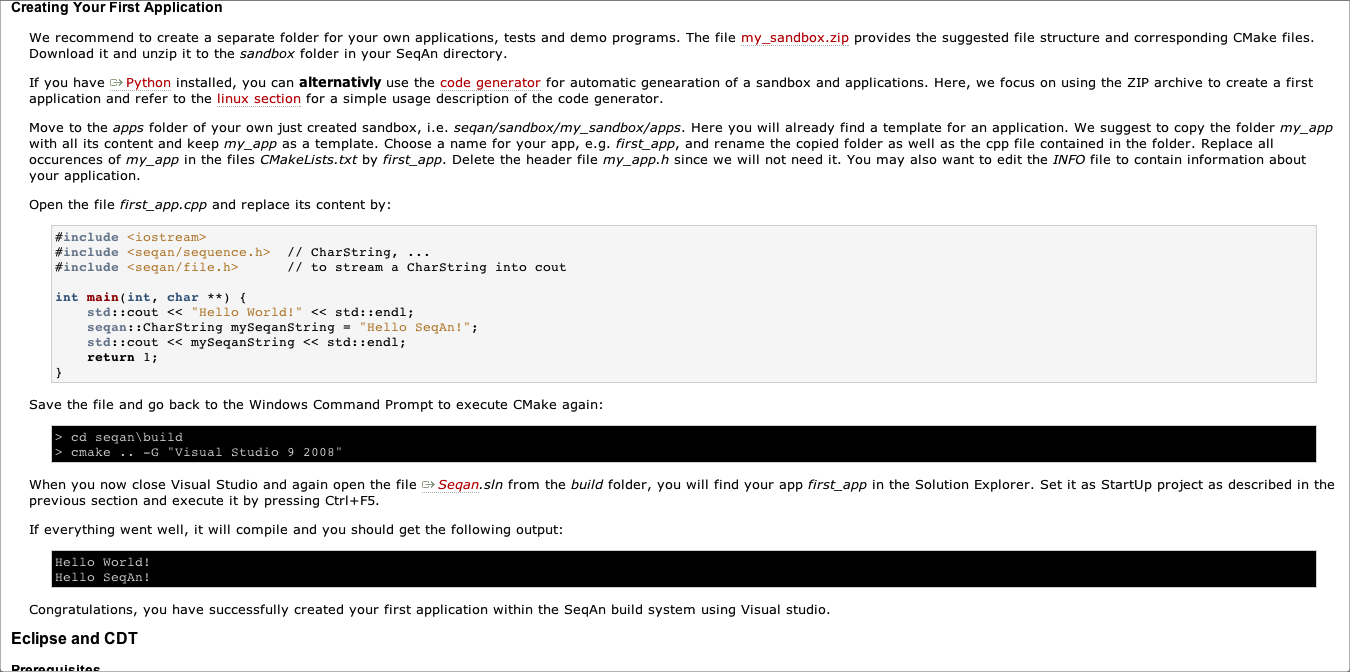 Creating Your First Application
We recommend to create a separate folder for your own applications, tests and demo programs. The file my_sandbox.zip provides the suggested file structure and corresponding CMake files.
Download it and unzip it to the sandbox folder in your SeqAn directory.
If you have Python installed, you can alternativly use the code generator for automatic genearation of a sandbox and applications. Here, we focus on using the ZIP archive to create a first
application and refer to the linux section for a simple usage description of the code generator.
Move to the apps folder of your own just created sandbox, i.e. seqan/sandbox/my_sandbox/apps. Here you will already find a template for an application. We suggest to copy the folder my_app
with all its content and keep my_app as a template. Choose a name for your app, e.g. first_app, and rename the copied folder as well as the cpp file contained in the folder. Replace all
occurences of my_app in the files CMakeLists.txt by first_app. Delete the header file my_app.h since we will not need it. You may also want to edit the INFO file to contain information about
your application.
Open the file first_app.cpp and replace its content by:
#include <iostream>
#include <seqan/sequence.h>  // CharString, ...
#include <seqan/file.h>      // to stream a CharString into cout
int main(int, char **) {
    std::cout << "Hello World!" << std::endl;
    seqan::CharString mySeqanString = "Hello SeqAn!";
    std::cout << mySeqanString << std::endl;
    return 1;
}
Save the file and go back to the Windows Command Prompt to execute CMake again:
> cd seqan\build
> cmake .. -G "Visual Studio 9 2008"
When you now close Visual Studio and again open the file Seqan.sln from the build folder, you will find your app first_app in the Solution Explorer. Set it as StartUp project as described in the
previous section and execute it by pressing Ctrl+F5.
If everything went well, it will compile and you should get the following output:
Hello World!
Hello SeqAn!
Congratulations, you have successfully created your first application within the SeqAn build system using Visual studio.
Eclipse and CDT
Prerequisites